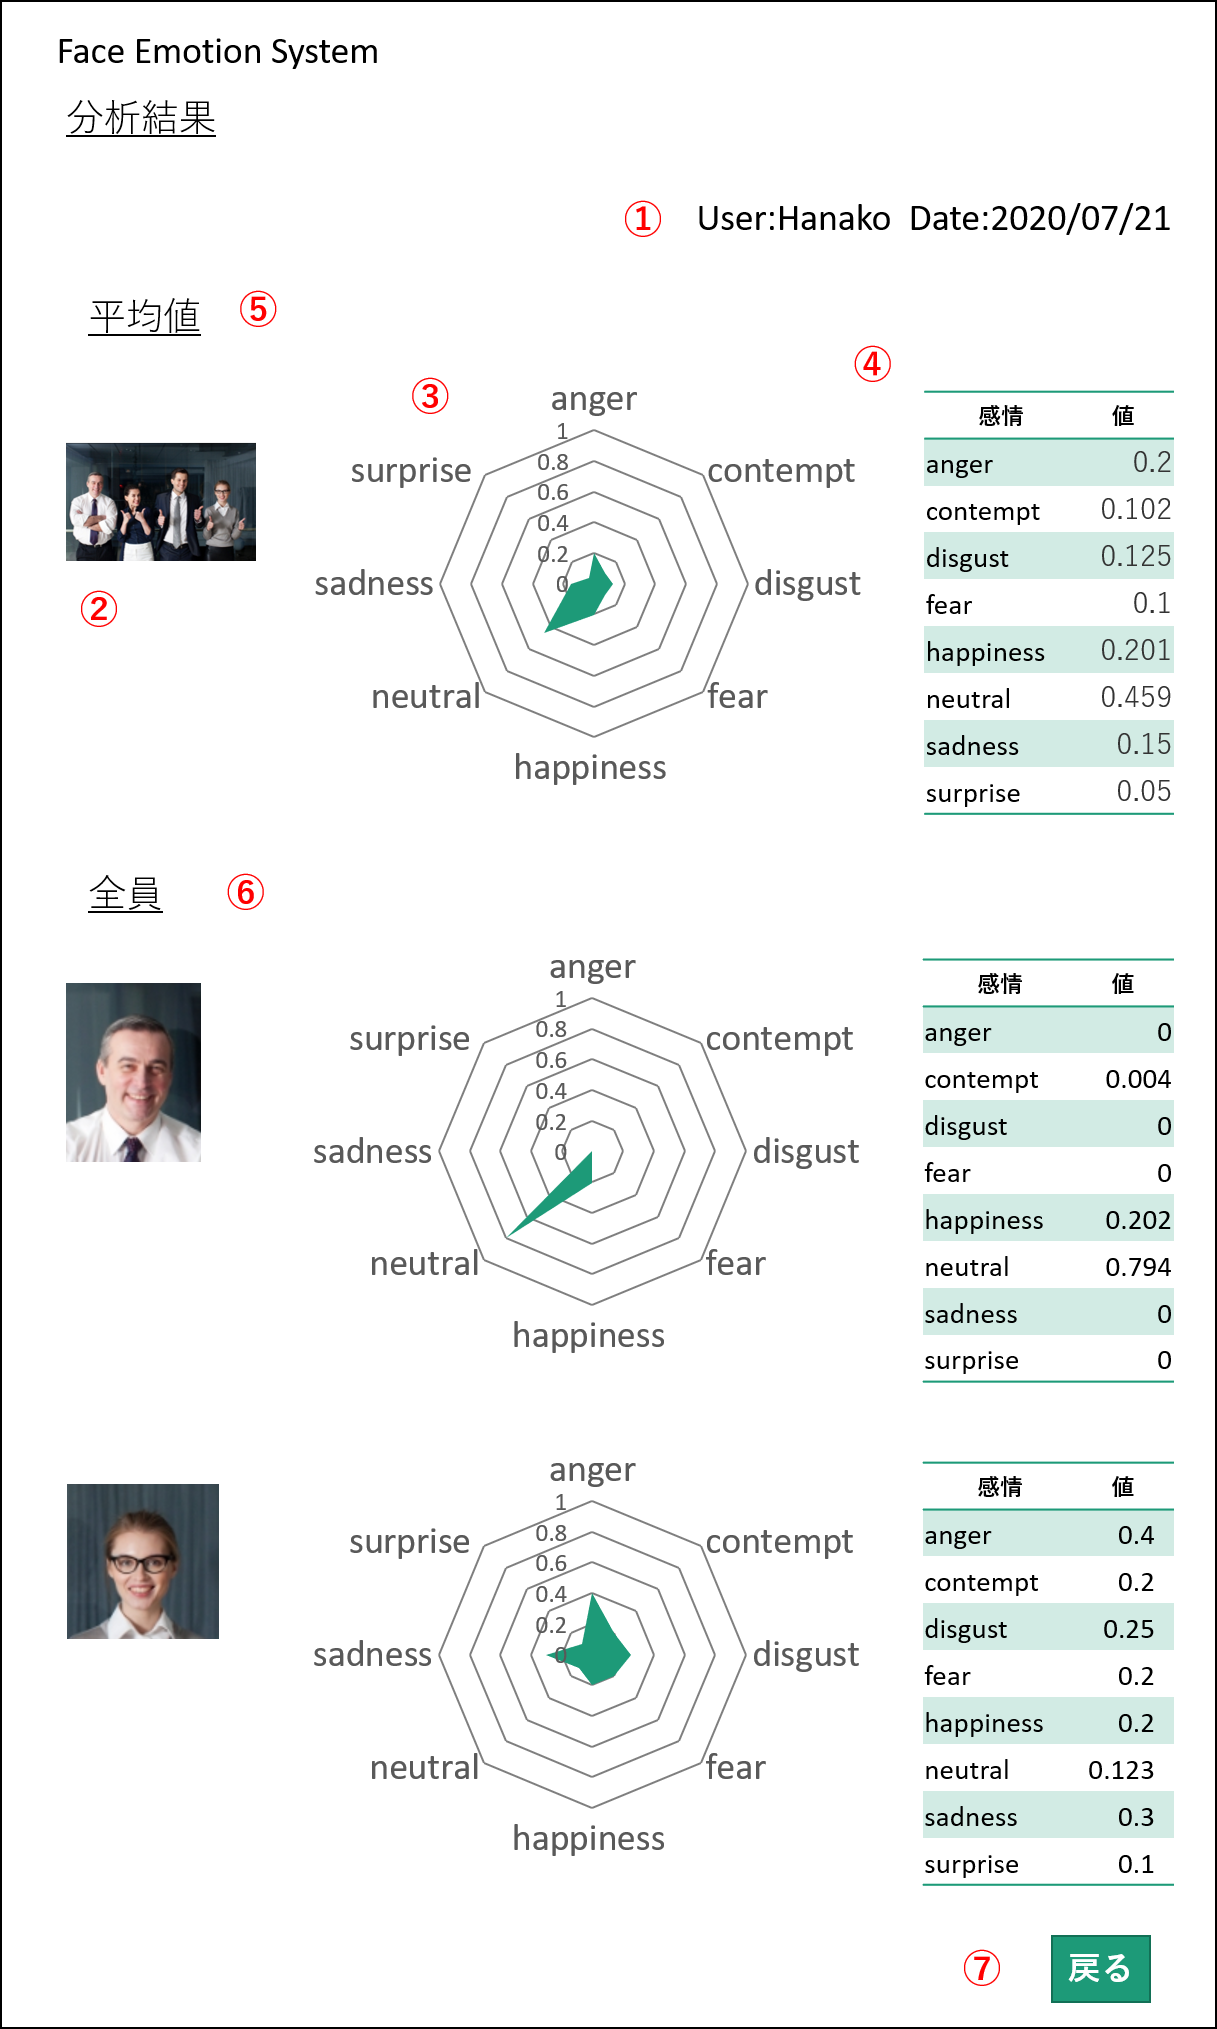 Face Emotion System
分析結果
① User:Hanako Date:2020/07/21
平均値 ⑤
②
③
anger
contempt
disgust
fear
happiness
neutral
sadness
surprise
1
0.8
0.6
0.4
0.2
0
④
感情 値
anger 0.2
contempt 0.102
disgust 0.125
fear 0.1
happiness 0.201
neutral 0.459
sadness 0.15
surprise 0.05
全員 ⑥
anger
contempt
disgust
fear
happiness
neutral
sadness
surprise
1
0.8
0.6
0.4
0.2
0
感情 値
anger 0
contempt 0.004
disgust 0
fear 0
happiness 0.202
neutral 0.794
sadness 0
surprise 0
anger
contempt
disgust
fear
happiness
neutral
sadness
surprise
1
0.8
0.6
0.4
0.2
0
感情 値
anger 0.4
contempt 0.2
disgust 0.25
fear 0.2
happiness 0.2
neutral 0.123
sadness 0.3
surprise 0.1
⑦ 戻る